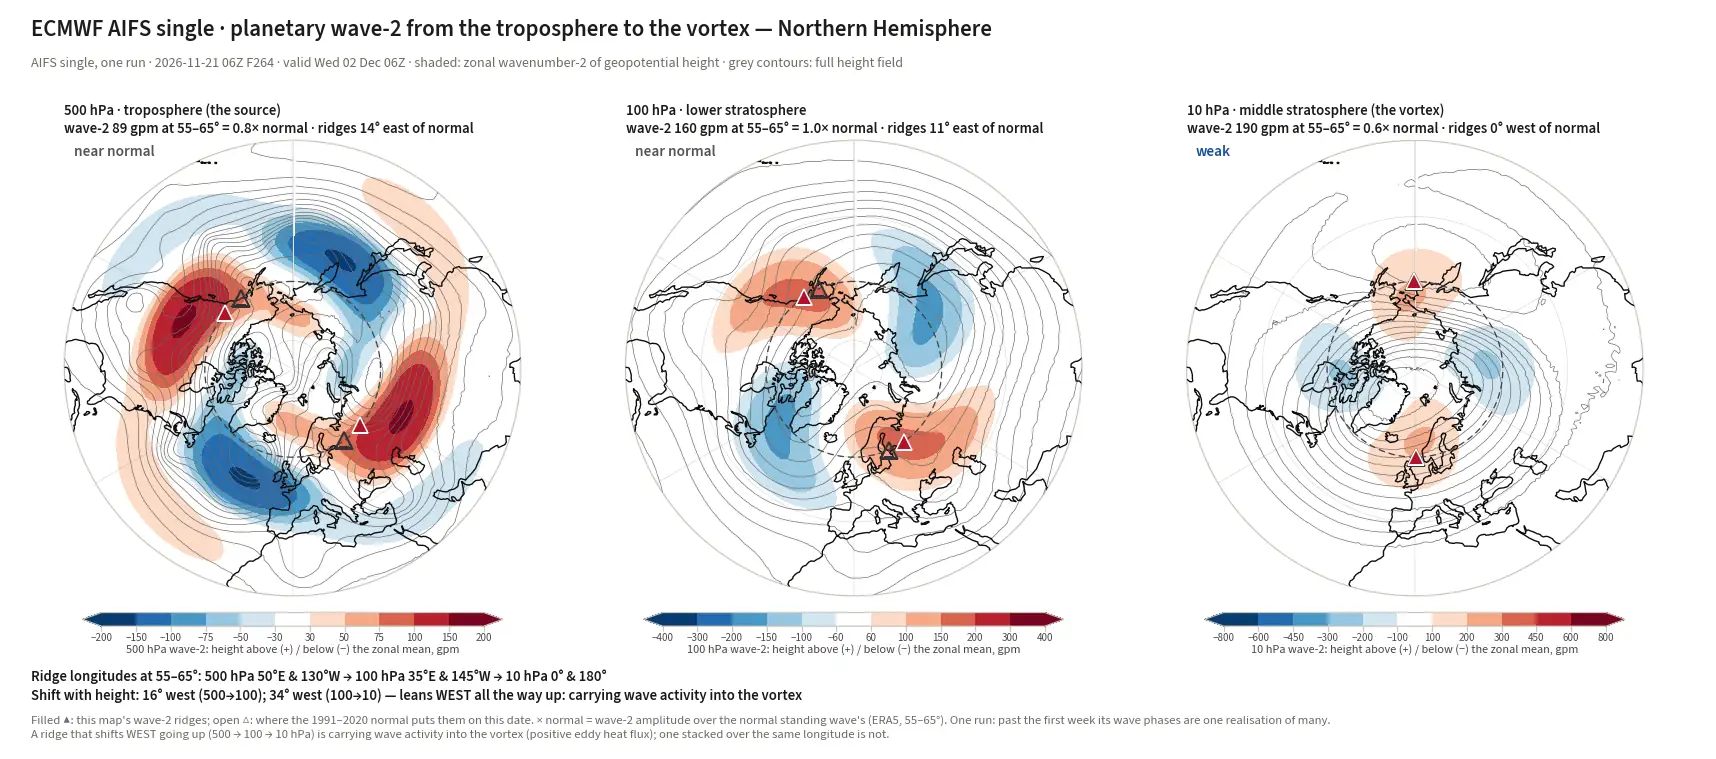 ECMWF AIFS single · planetary wave-2 from the troposphere to the vortex — Northern Hemisphere
AIFS single, one run · 2026-11-21 06Z F264 · valid Wed 02 Dec 06Z · shaded: zonal wavenumber-2 of geopotential height · grey contours: full height field
500 hPa · troposphere (the source)
wave-2 89 gpm at 55–65° = 0.8× normal · ridges 14° east of normal
near normal
100 hPa · lower stratosphere
wave-2 160 gpm at 55–65° = 1.0× normal · ridges 11° east of normal
near normal
10 hPa · middle stratosphere (the vortex)
wave-2 190 gpm at 55–65° = 0.6× normal · ridges 0° west of normal
weak
−200 −150 −100 −75 −50 −30 30 50 75 100 150 200
500 hPa wave-2: height above (+) / below (−) the zonal mean, gpm
−400 −300 −200 −150 −100 −60 60 100 150 200 300 400
100 hPa wave-2: height above (+) / below (−) the zonal mean, gpm
−800 −600 −450 −300 −200 −100 100 200 300 450 600 800
10 hPa wave-2: height above (+) / below (−) the zonal mean, gpm
Ridge longitudes at 55–65°: 500 hPa 50°E & 130°W → 100 hPa 35°E & 145°W → 10 hPa 0° & 180°
Shift with height: 16° west (500→100); 34° west (100→10) — leans WEST all the way up: carrying wave activity into the vortex
Filled ▲: this map's wave-2 ridges; open △: where the 1991–2020 normal puts them on this date. × normal = wave-2 amplitude over the normal standing wave's (ERA5, 55–65°). One run: past the first week its wave phases are one realisation of many.
A ridge that shifts WEST going up (500 → 100 → 10 hPa) is carrying wave activity into the vortex (positive eddy heat flux); one stacked over the same longitude is not.